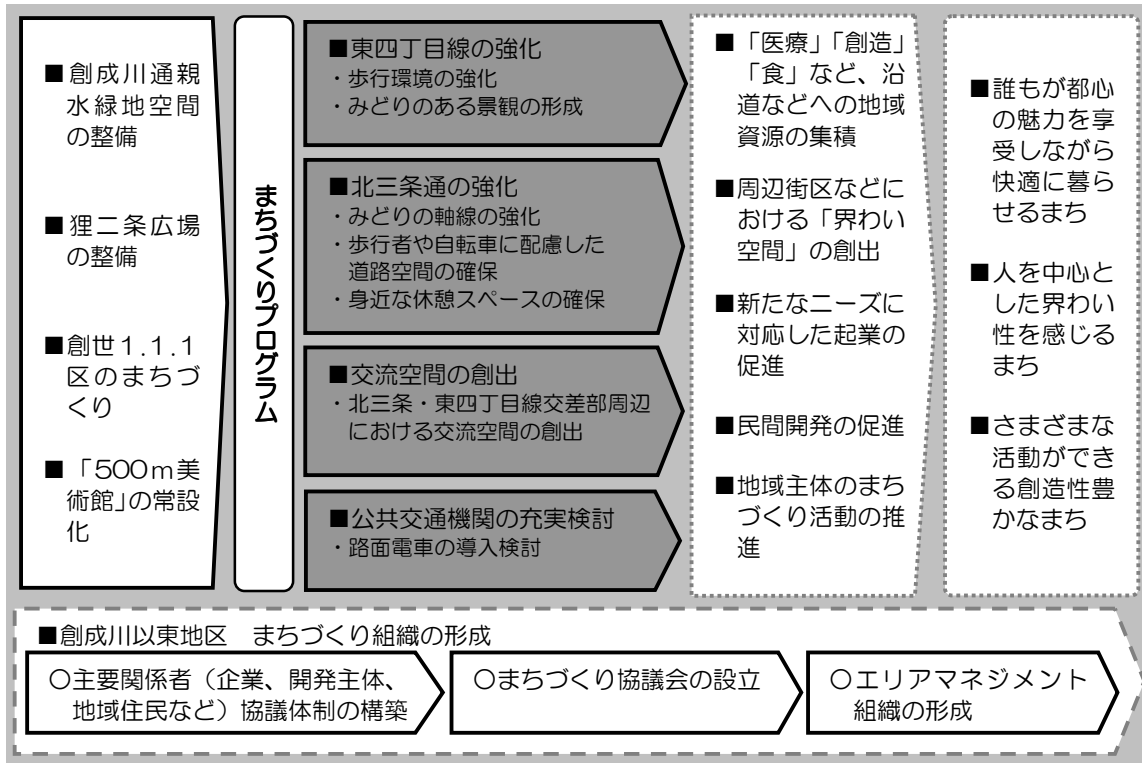 ■創成川通親
水緑地空間
の整備
■狸二条広場
の整備
■創世1.1.1
区のまちづ
くり
■「500m美
術館」の常設
化
まちづくりプログラム
■東四丁目線の強化
・歩行環境の強化
・みどりのある景観の形成
■北三条通の強化
・みどりの軸線の強化
・歩行者や自転車に配慮した
道路空間の確保
・身近な休憩スペースの確保
■交流空間の創出
・北三条・東四丁目線交差部周辺
における交流空間の創出
■公共交通機関の充実検討
・路面電車の導入検討
■「医療」「創造」
「食」など、沿
道などへの地域
資源の集積
■周辺街区などに
おける「界わい
空間」の創出
■新たなニーズに
対応した起業の
促進
■民間開発の促進
■地域主体のまち
づくり活動の推
進
■誰もが都心
の魅力を享
受しながら
快適に暮ら
せるまち
■人を中心と
した界わい
性を感じる
まち
■さまざまな
活動ができ
る創造性豊
かなまち
■創成川以東地区　まちづくり組織の形成
○主要関係者（企業、開発主体、
地域住民など）協議体制の構築
○まちづくり協議会の設立
○エリアマネジメント
組織の形成